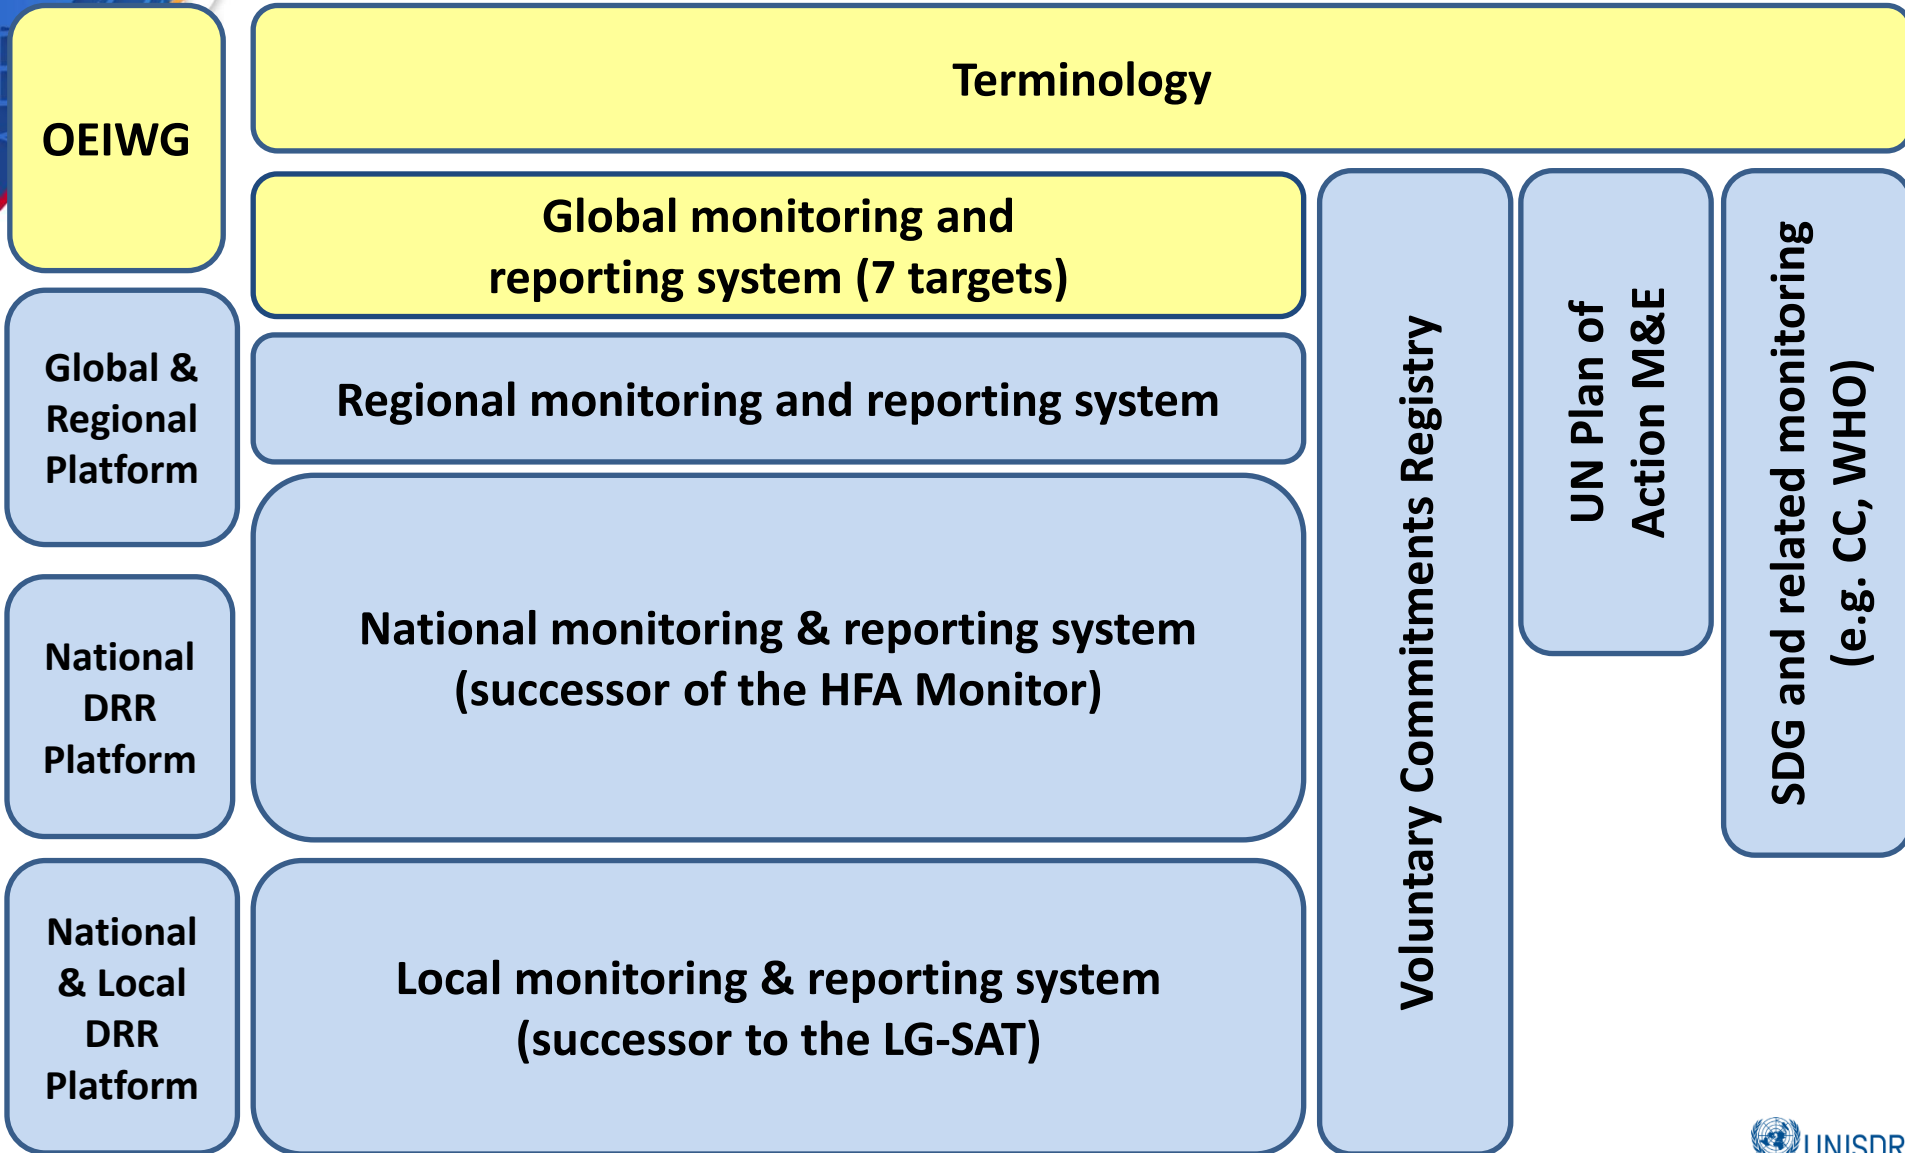 OEIWG
Terminology
Global monitoring and
reporting system (7 targets)
Global &
Regional
Platform
Regional monitoring and reporting system
National
DRR
Platform
National monitoring & reporting system
(successor of the HFA Monitor)
National
& Local
DRR
Platform
Local monitoring & reporting system
(successor to the LG-SAT)
Voluntary Commitments Registry
UN Plan of
Action M&E
SDG and related monitoring
(e.g. CC, WHO)
UNISDR